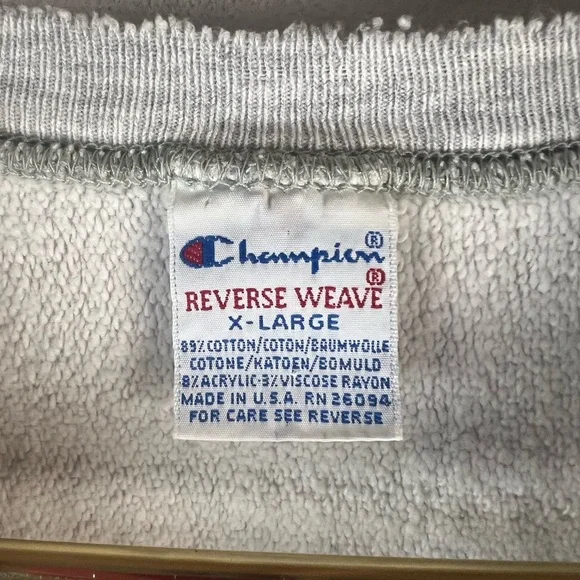 Champion®
®
REVERSE WEAVE
X-LARGE
89% COTTON/COTON/BAUMWOLLE
COTONE/KATOEN/BOMULD
8% ACRYLIC-3% VISCOSE RAYON
MADE IN U.S.A. RN 26094
FOR CARE SEE REVERSE